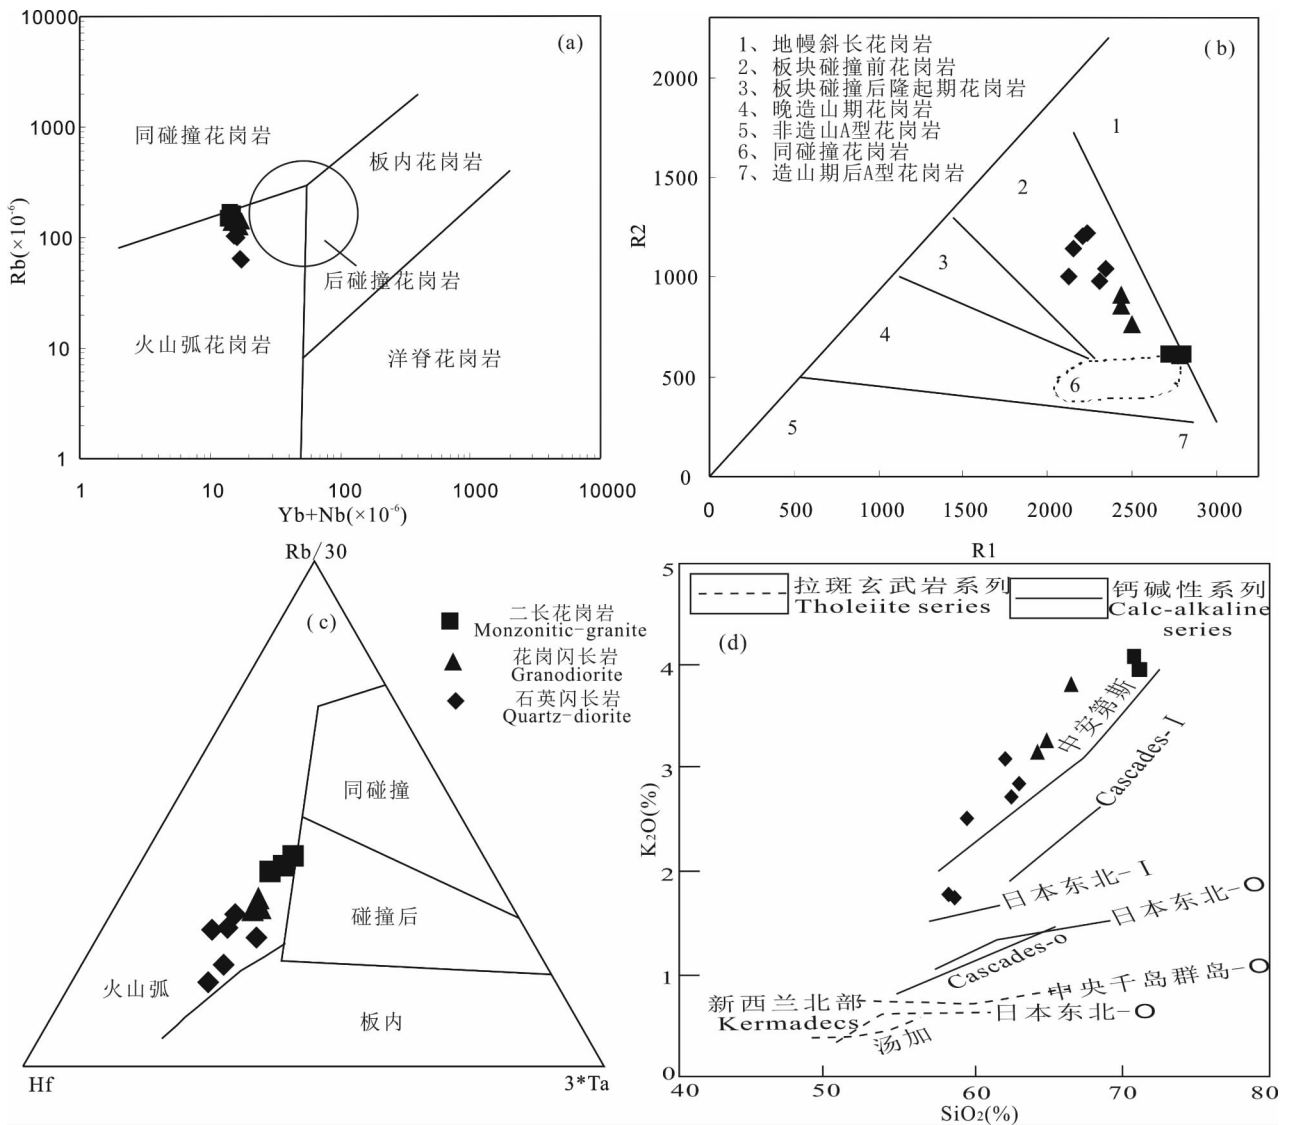 (a)
10000
1000
100
10
1
Rb(×10⁻⁶)
同碰撞花岗岩
板内花岗岩
后碰撞花岗岩
火山弧花岗岩
洋脊花岗岩
1
10
100
1000
10000
Yb+Nb(×10⁻⁶)
(b)
1、地幔斜长花岗岩
2、板块碰撞前花岗岩
3、板块碰撞后隆起期花岗岩
4、晚造山期花岗岩
5、非造山A型花岗岩
6、同碰撞花岗岩
7、造山期后A型花岗岩
2000
1500
1000
500
0
R2
1
2
3
4
5
6
7
0
500
1000
1500
2000
2500
3000
R1
Rb/30
(c)
二长花岗岩
Monzonitic-granite
花岗闪长岩
Granodiorite
石英闪长岩
Quartz-diorite
同碰撞
碰撞后
火山弧
板内
Hf
3*Ta
拉斑玄武岩系列
Tholeiite series
钙碱性系列
Calc-alkaline
series
(d)
5
4
3
2
1
0
K₂O(%)
中安第斯
Cascades-I
日本东北-I
日本东北-O
Cascades-o
中央千岛群岛-O
新西兰北部
Kermadecs
日本东北-O
汤加
40
50
60
70
80
SiO₂(%)